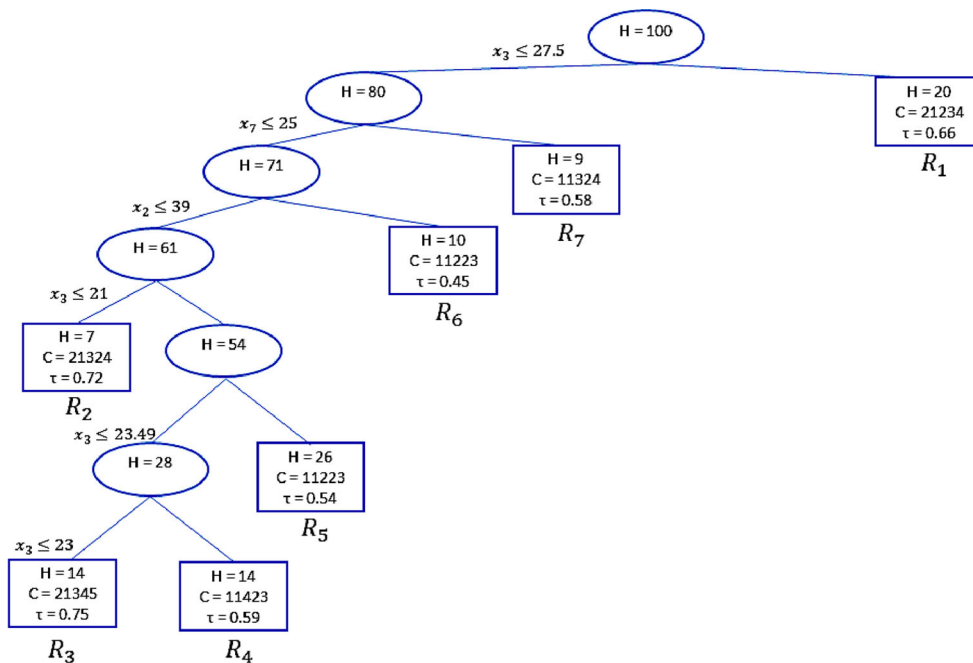 H = 100
x₃ ≤ 27.5
H = 80
H = 20
C = 21234
τ = 0.66
R₁
x₇ ≤ 25
H = 71
H = 9
C = 11324
τ = 0.58
R₇
x₂ ≤ 39
H = 61
H = 10
C = 11223
τ = 0.45
R₆
x₃ ≤ 21
H = 7
C = 21324
τ = 0.72
R₂
H = 54
x₃ ≤ 23.49
H = 28
H = 26
C = 11223
τ = 0.54
R₅
x₃ ≤ 23
H = 14
C = 21345
τ = 0.75
R₃
H = 14
C = 11423
τ = 0.59
R₄